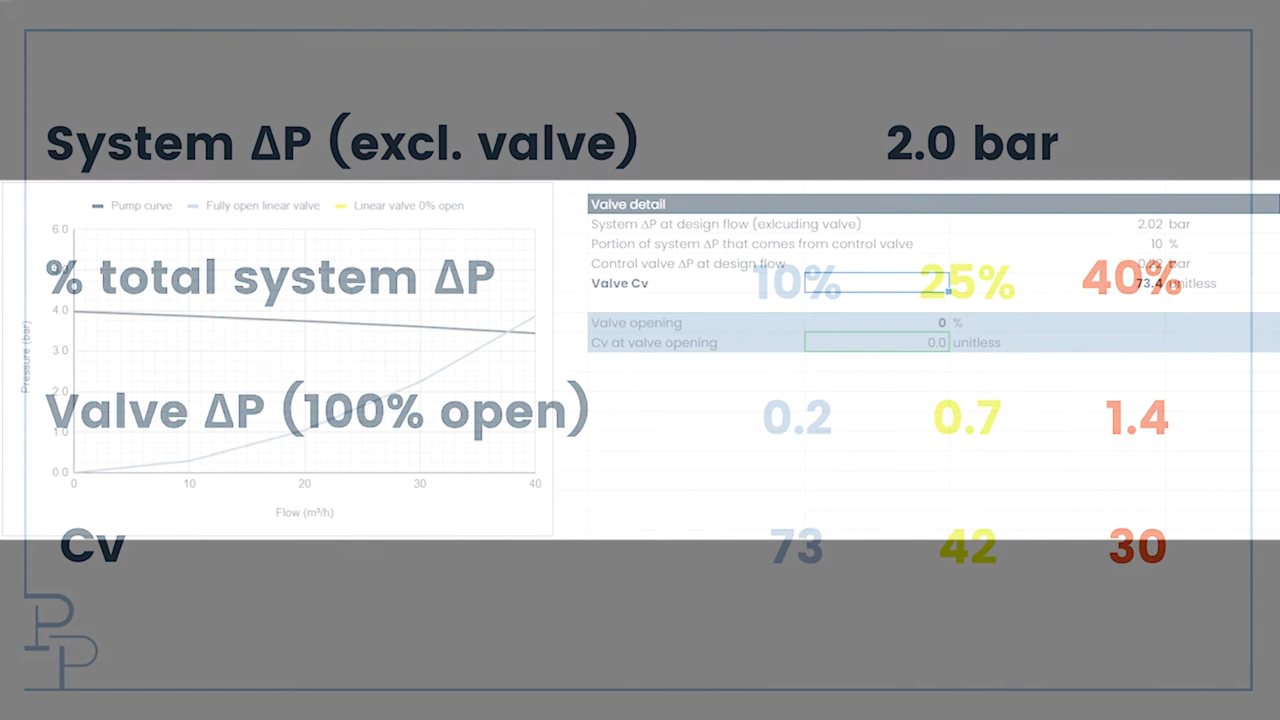 System ΔP (excl. valve) 2.0 bar
Pump curve Fully open linear valve Linear valve 0% open
6.0
4.0
3.0
2.0
1.0
0.0
0 10 20 30 40
Pressure (bar)
Flow (m³/h)
Valve detail
System ΔP at design flow (exlcuding valve) 2.02 bar
Portion of system ΔP that comes from control valve 10 %
Control valve ΔP at design flow 0.22 bar
Valve Cv 73.4 unitless
Valve opening 0 %
Cv at valve opening 0.0 unitless
% total system ΔP 10% 25% 40%
Valve ΔP (100% open) 0.2 0.7 1.4
Cv 73 42 30
PP